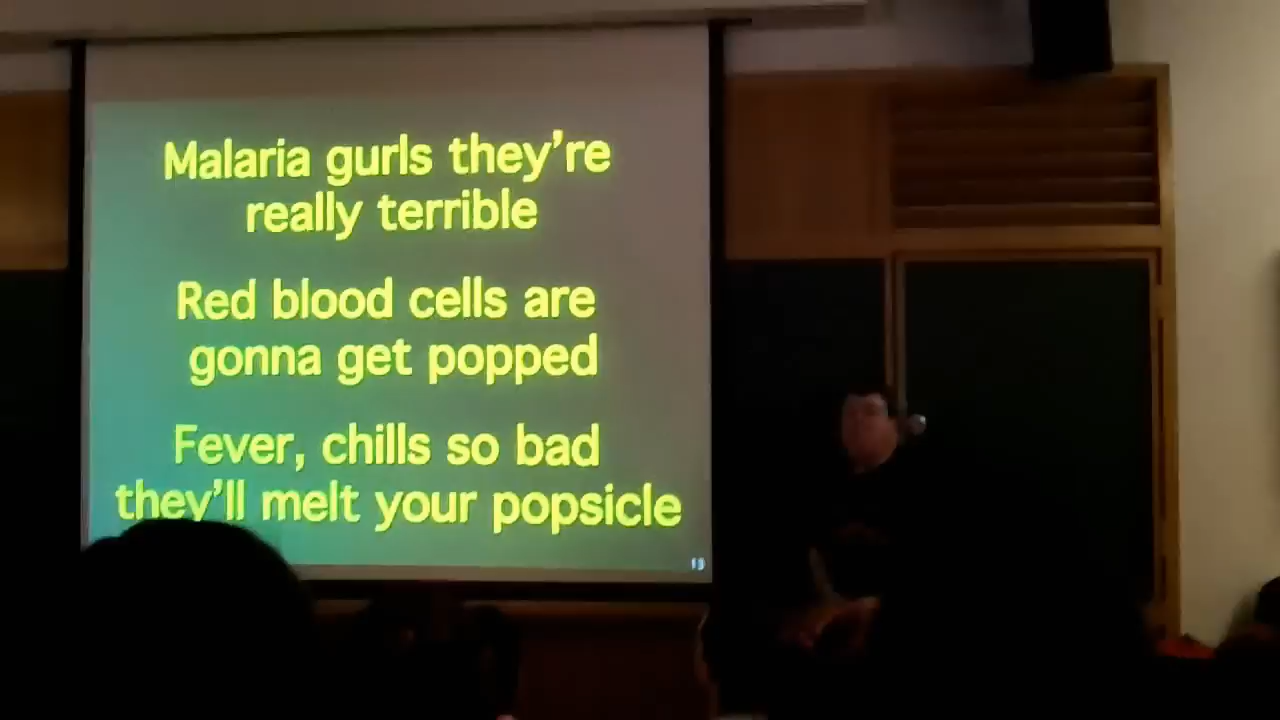 Malaria gurls they're
really terrible
Red blood cells are
gonna get popped
Fever, chills so bad
they'll melt your popsicle